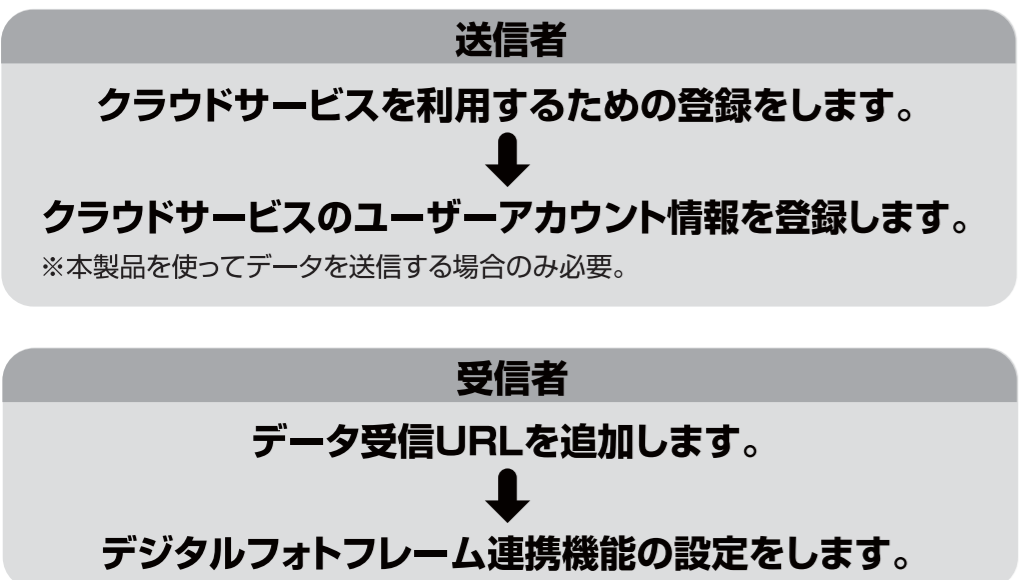 送信者
クラウドサービスを利用するための登録をします。
クラウドサービスのユーザーアカウント情報を登録します。
※本製品を使ってデータを送信する場合のみ必要。
受信者
データ受信URLを追加します。
デジタルフォトフレーム連携機能の設定をします。